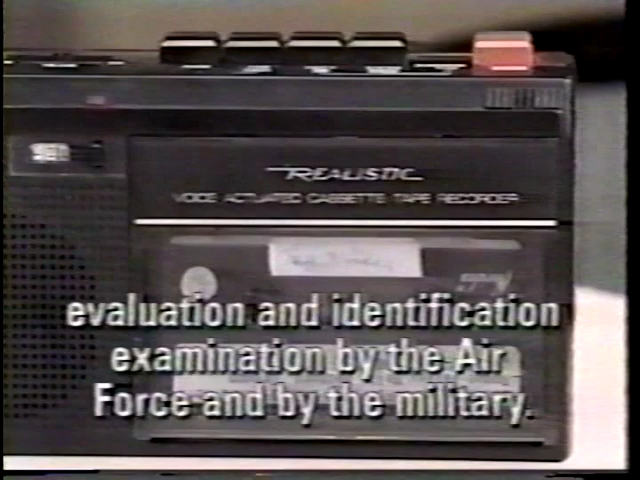 REALISTIC
VOICE ACTUATED CASSETTE TAPE RECORDER
evaluation and identification
examination by the Air
Force and by the military.